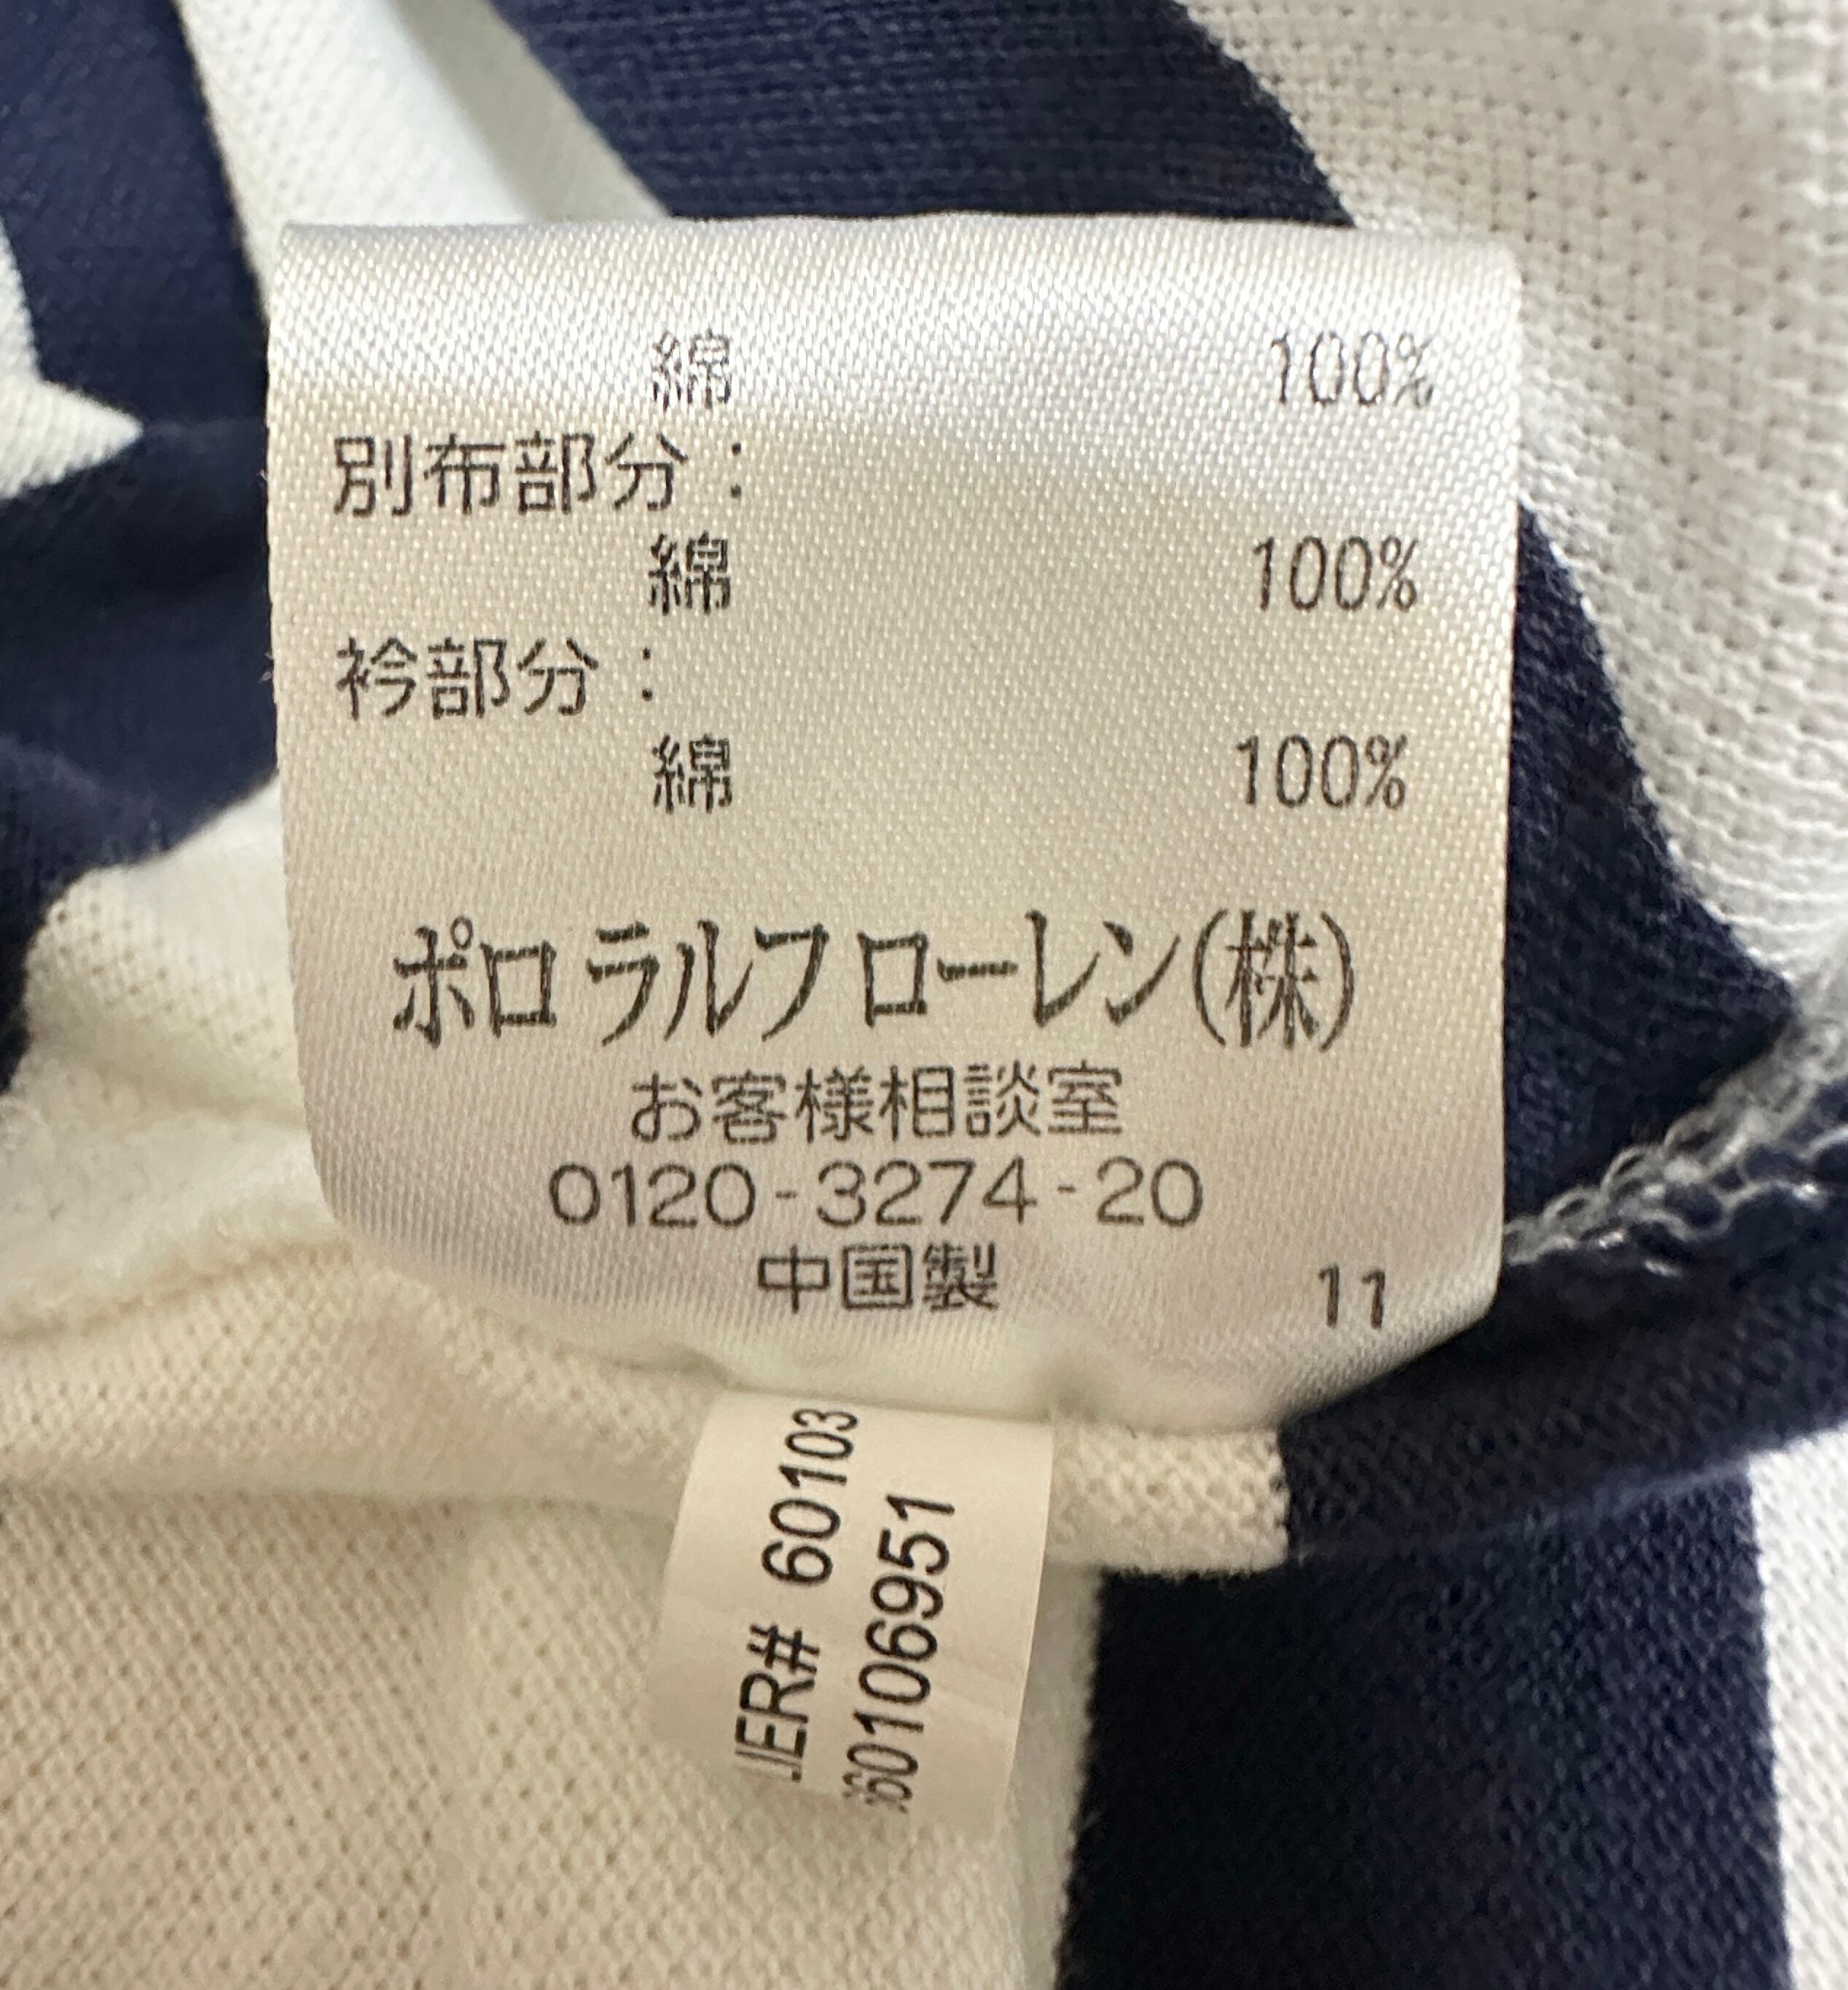 綿 100%
別布部分：
綿 100%
衿部分：
綿 100%
ポロ ラルフ ローレン(株)
お客様相談室
0120-3274-20
中国製 11
60103
60106951